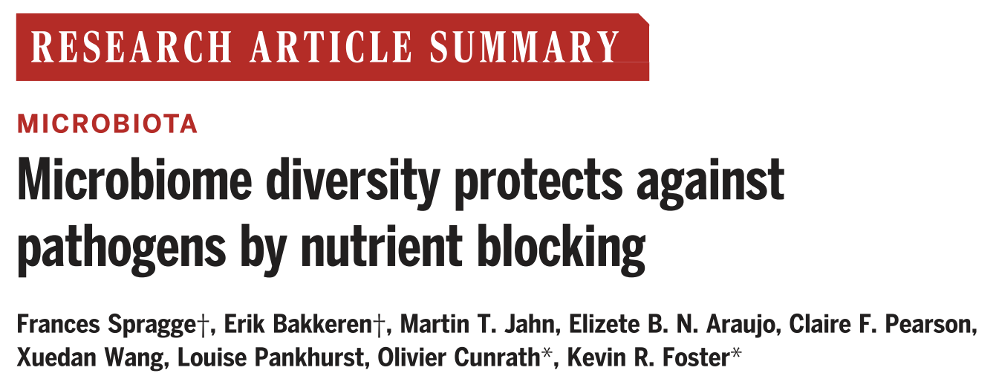 RESEARCH ARTICLE SUMMARY
MICROBIOTA
Microbiome diversity protects against
pathogens by nutrient blocking
Frances Spragge†, Erik Bakkeren†, Martin T. Jahn, Elizete B. N. Araujo, Claire F. Pearson,
Xuedan Wang, Louise Pankhurst, Olivier Cunrath*, Kevin R. Foster*